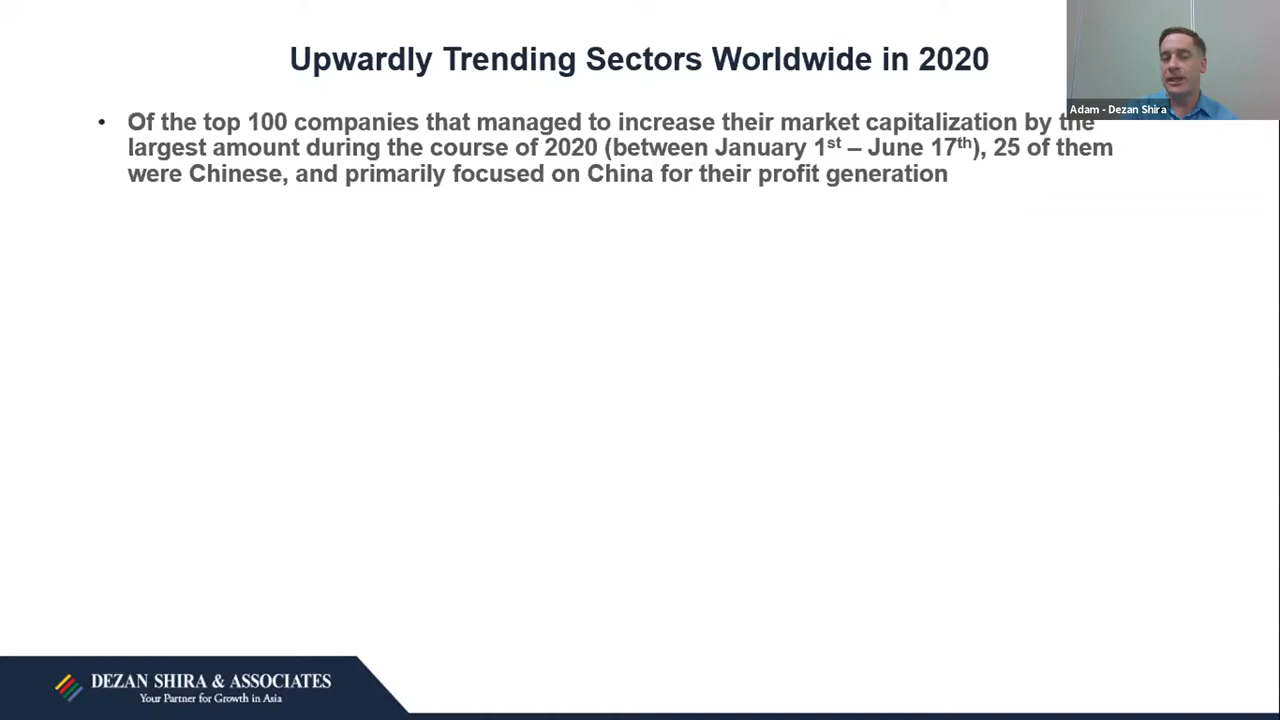 Upwardly Trending Sectors Worldwide in 2020
Adam - Dezan Shira
• Of the top 100 companies that managed to increase their market capitalization by the
largest amount during the course of 2020 (between January 1st – June 17th), 25 of them
were Chinese, and primarily focused on China for their profit generation
DEZAN SHIRA & ASSOCIATES
Your Partner for Growth in Asia